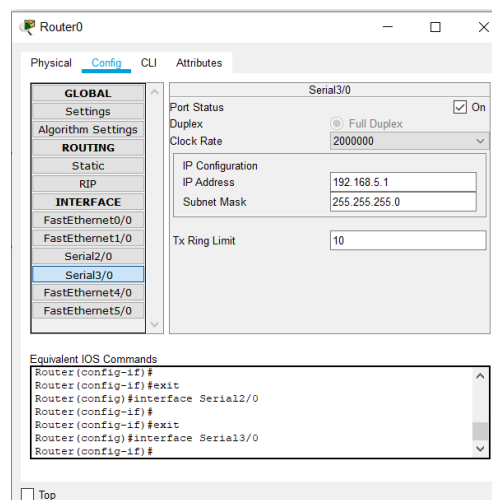 Router0
Physical Config CLI Attributes
GLOBAL
Settings
Algorithm Settings
ROUTING
Static
RIP
INTERFACE
FastEthernet0/0
FastEthernet1/0
Serial2/0
Serial3/0
FastEthernet4/0
FastEthernet5/0
Serial3/0
Port Status On
Duplex Full Duplex
Clock Rate 2000000
IP Configuration
IP Address 192.168.5.1
Subnet Mask 255.255.255.0
Tx Ring Limit 10
Equivalent IOS Commands
Router(config-if)#
Router(config-if)#exit
Router(config)#interface Serial2/0
Router(config-if)#
Router(config-if)#exit
Router(config)#interface Serial3/0
Router(config-if)#
Top